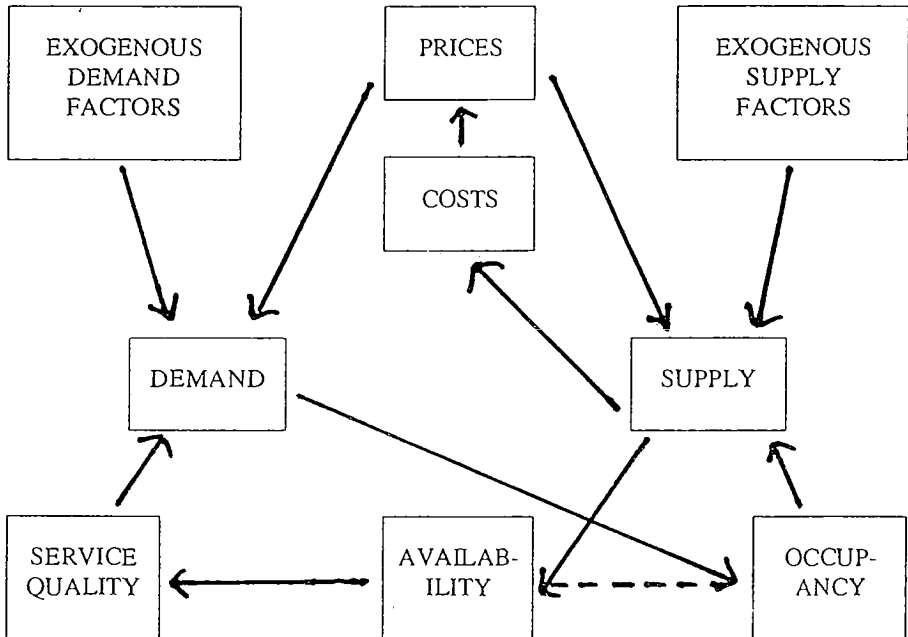 EXOGENOUS
DEMAND
FACTORS
PRICES
EXOGENOUS
SUPPLY
FACTORS
COSTS
DEMAND
SUPPLY
SERVICE
QUALITY
AVAILAB-
ILITY
OCCUP-
ANCY